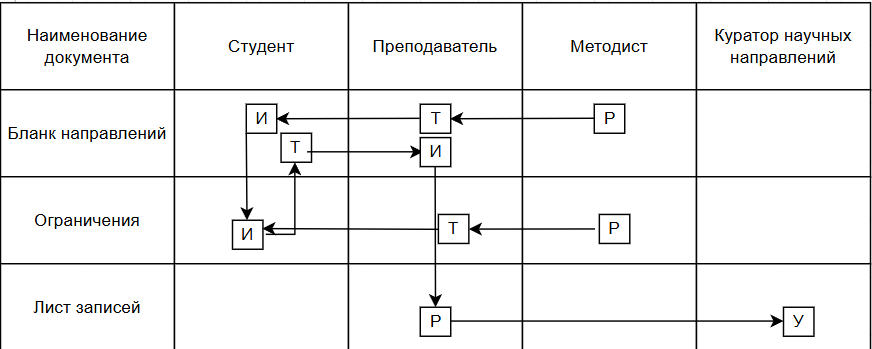 Наименование
документа
Студент
Преподаватель
Методист
Куратор научных
направлений
Бланк направлений
И
Т
Р
Т
И
Ограничения
И
Т
Р
Лист записей
Р
У